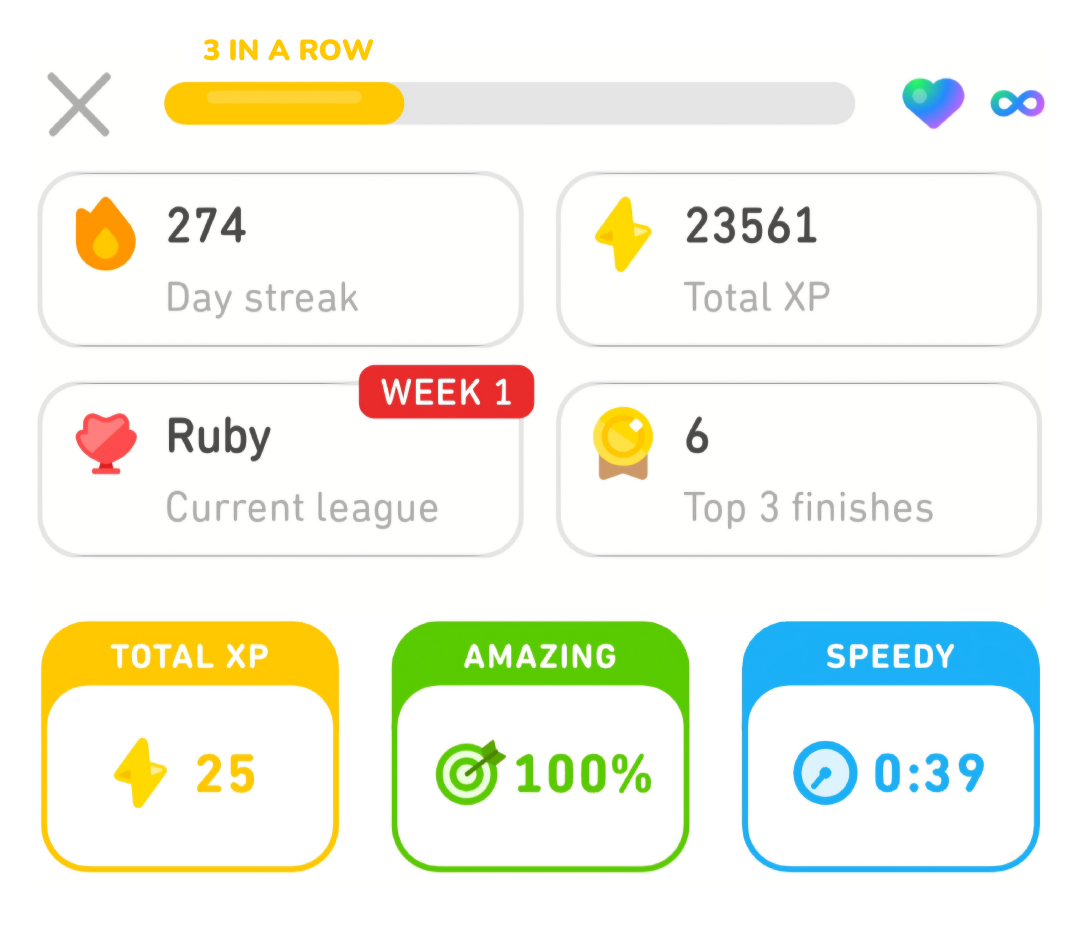 3 IN A ROW
274
Day streak
23561
Total XP
WEEK 1
Ruby
Current league
6
Top 3 finishes
TOTAL XP
25
AMAZING
100%
SPEEDY
0:39